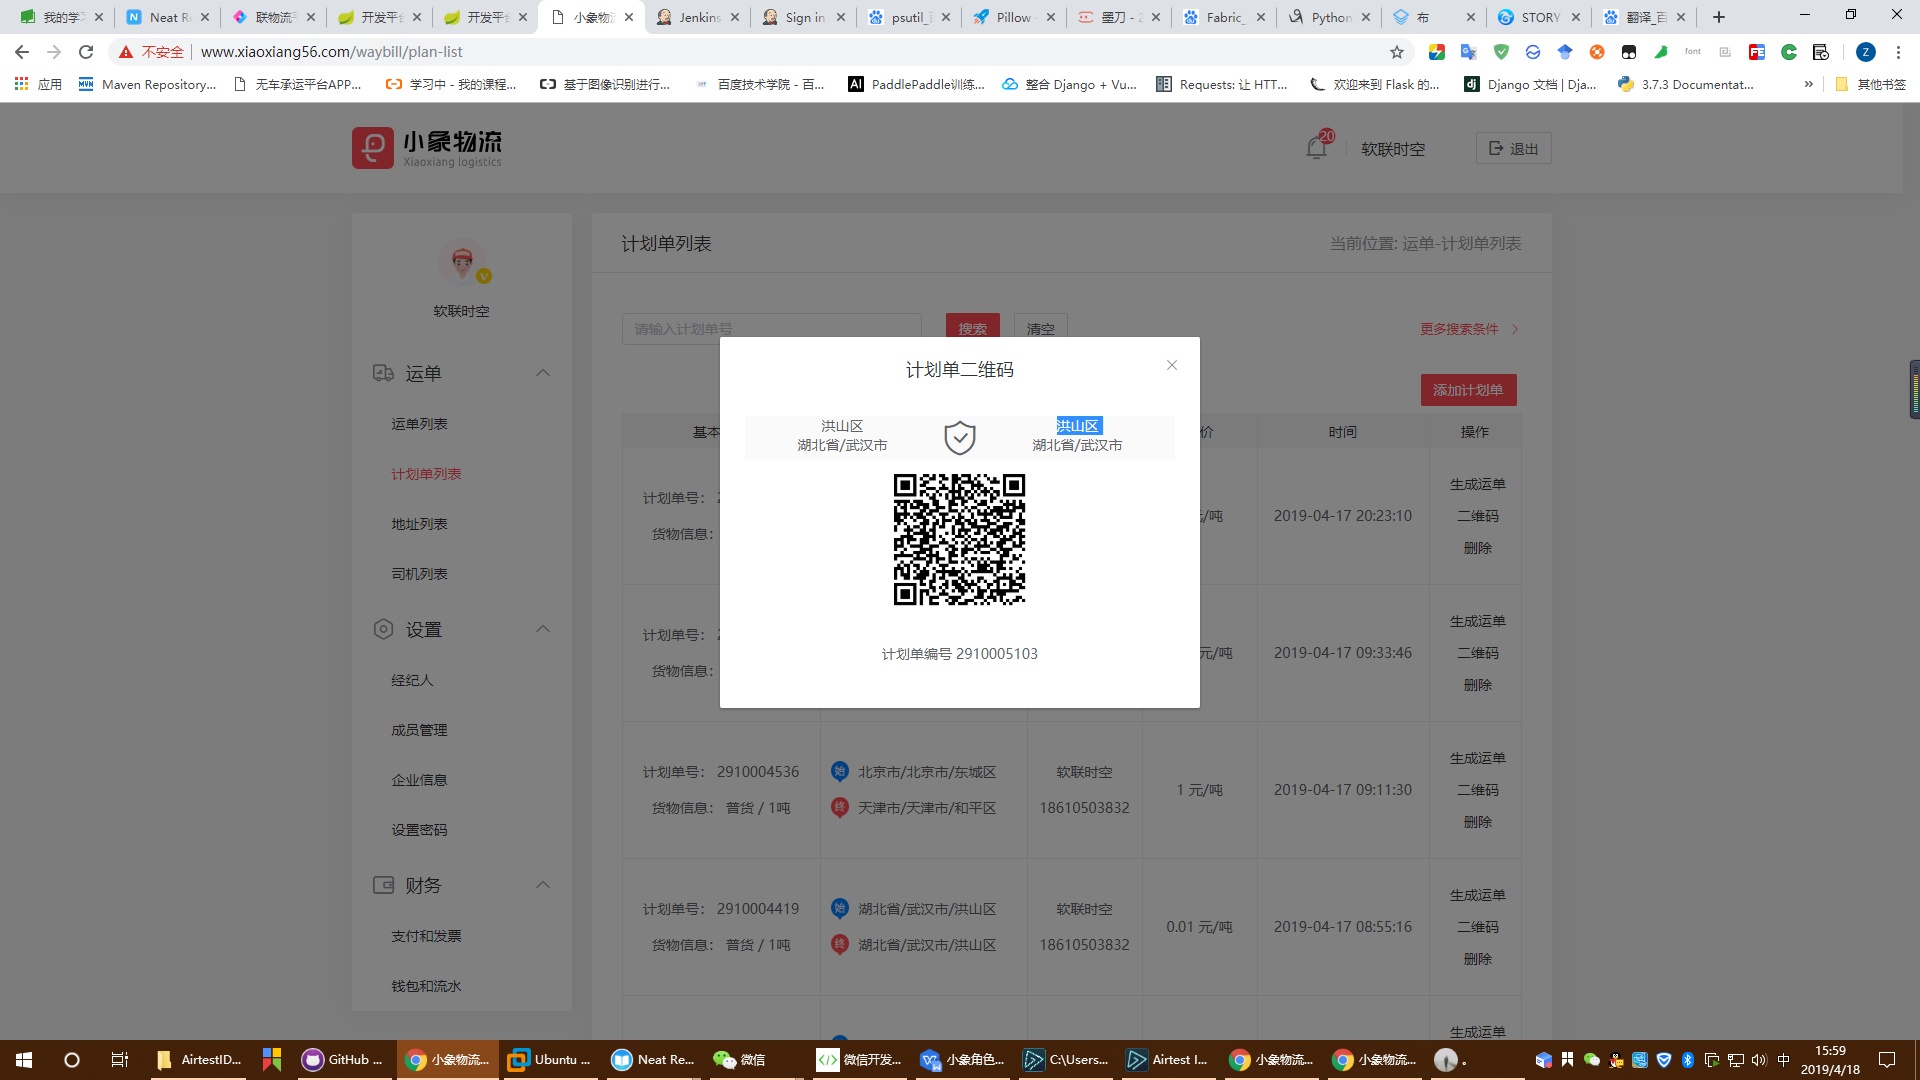 我的学 Neat R 联物流平 开发平台 开发平台 小象物流 Jenkins Sign in psutil_ Pillow 墨刀 - Fabric_ Python 布 STORY 翻译_百
不安全 www.xiaoxiang56.com/waybill/plan-list
应用 Maven Repository... 无车承运平台APP... 学习中 - 我的课程... 基于图像识别进行... 百度技术学院 - 百... PaddlePaddle训练... 整合 Django + Vu... Requests: 让 HTT... 欢迎来到 Flask 的... Django 文档 | Dja... 3.7.3 Documentat... » 其他书签
小象物流
Xiaoxiang logistics
20 软联时空 退出
软联时空
运单
运单列表
计划单列表
地址列表
司机列表
设置
经纪人
成员管理
企业信息
设置密码
财务
支付和发票
钱包和流水
计划单列表 当前位置: 运单-计划单列表
请输入计划单号 搜索 清空 更多搜索条件
添加计划单
基本 价 时间 操作
计划单二维码
洪山区 洪山区
湖北省/武汉市 湖北省/武汉市
计划单编号 2910005103
计划单号:
货物信息:
元/吨 2019-04-17 20:23:10
生成运单
二维码
删除
计划单号:
货物信息:
元/吨 2019-04-17 09:33:46
生成运单
二维码
删除
计划单号: 2910004536
货物信息: 普货 / 1吨
始 北京市/北京市/东城区
终 天津市/天津市/和平区
软联时空
18610503832
1 元/吨 2019-04-17 09:11:30
生成运单
二维码
删除
计划单号: 2910004419
货物信息: 普货 / 1吨
始 湖北省/武汉市/洪山区
终 湖北省/武汉市/洪山区
软联时空
18610503832
0.01 元/吨 2019-04-17 08:55:16
生成运单
二维码
删除
生成运单
AirtestID... GitHub ... 小象物流... Ubuntu ... Neat Re... 微信 微信开发... 小象角色... C:\Users... Airtest I... 小象物流... 小象物流... 中
15:59
2019/4/18